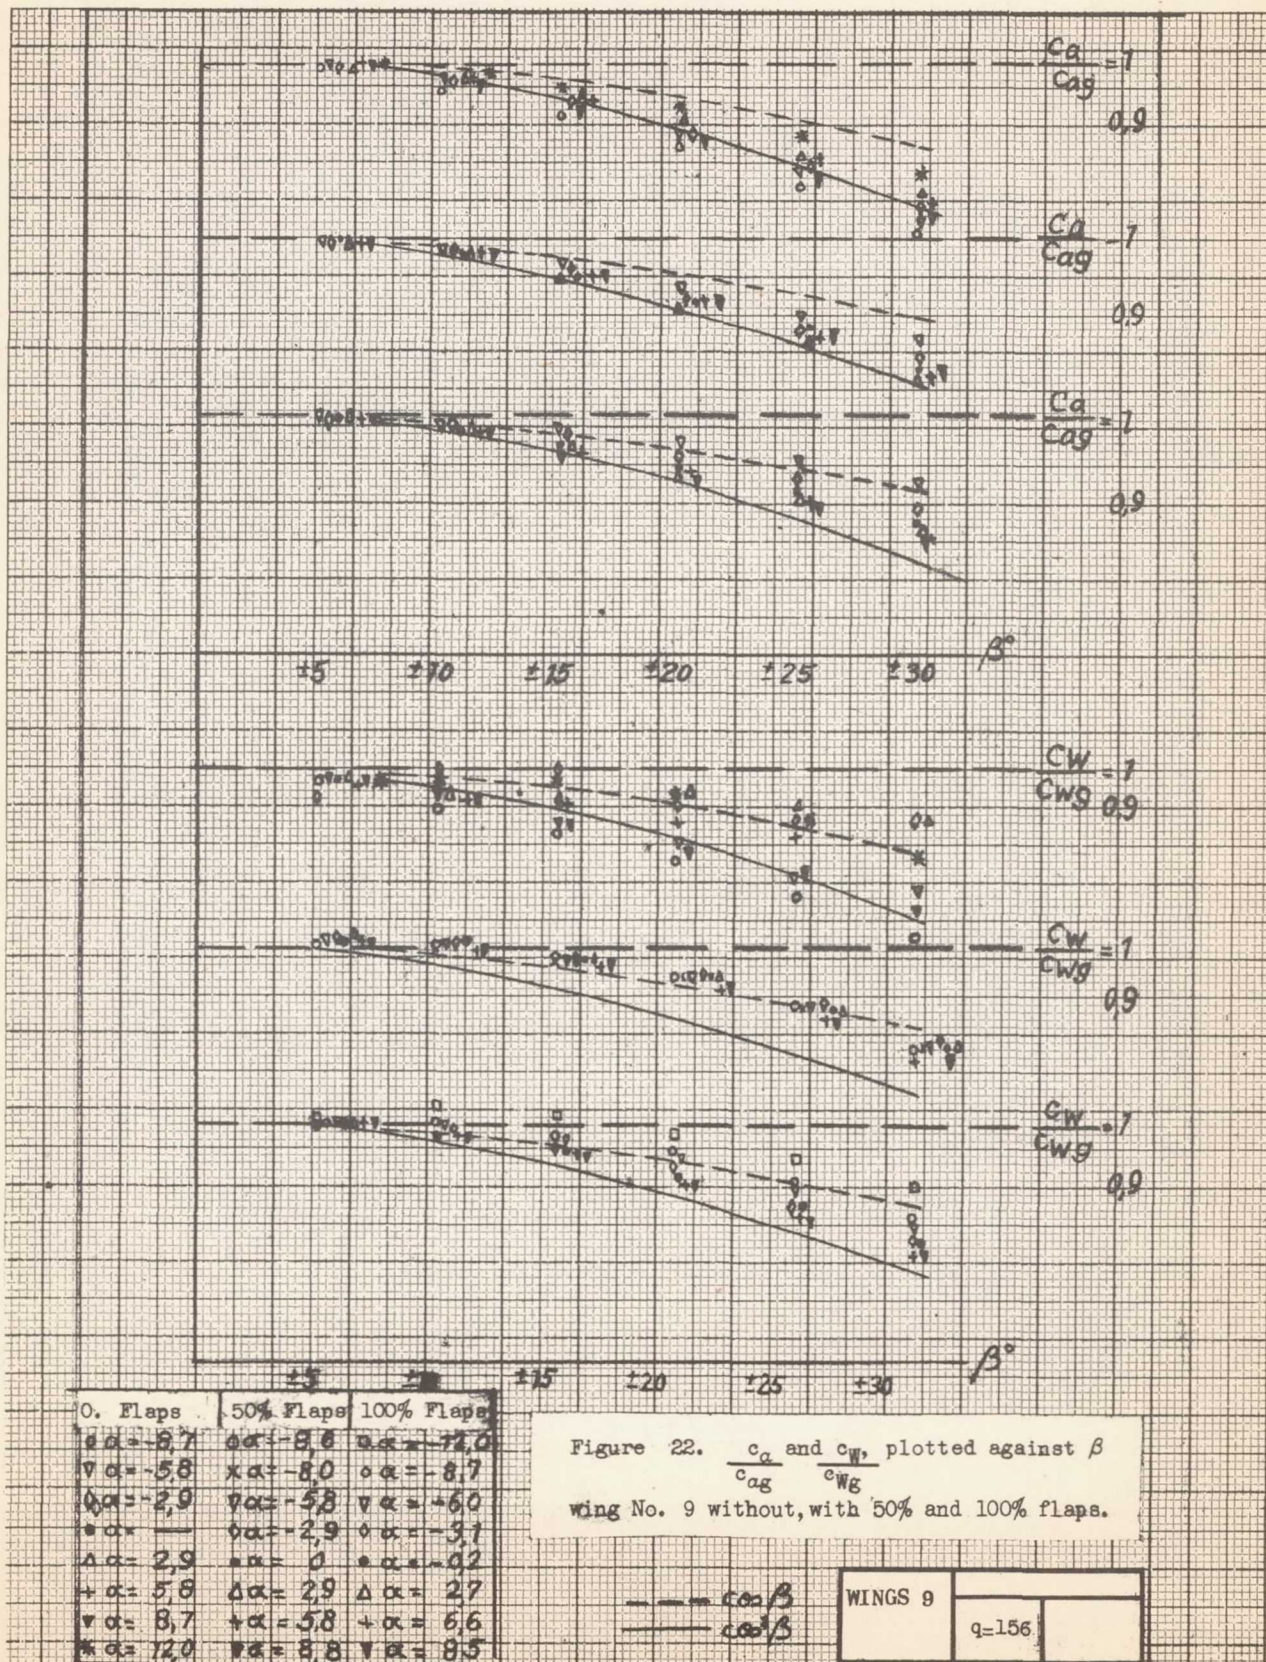 Ca/Cag = 1
0,9
Ca/Cag - 1
0,9
Ca/Cag = 1
0,9
±5 ±10 ±15 ±20 ±25 ±30 β°
CW/CWg = 1
0,9
CW/CWg = 1
0,9
CW/CWg = 1
0,9
β°
±5 ±15 ±20 ±25 ±30
0. Flaps 50% Flaps 100% Flaps
o α = -8,7 o α = -8,6 □ α = -12,0
▽ α = -5,8 x α = -8,0 o α = -8,7
◊ α = -2,9 ▽ α = -5,8 ▽ α = -6,0
• α = — ◊ α = -2,9 ◊ α = -3,1
Δ α = 2,9 • α = 0 • α = -0,2
+ α = 5,8 Δ α = 2,9 Δ α = 2,7
▼ α = 8,7 + α = 5,8 + α = 6,6
* α = 12,0 ▼ α = 8,8 ▼ α = 8,5
Figure 22. ca/cag and cW,/cWg plotted against β
wing No. 9 without, with 50% and 100% flaps.
--- cos β
—— cos² β
WINGS 9
q=156